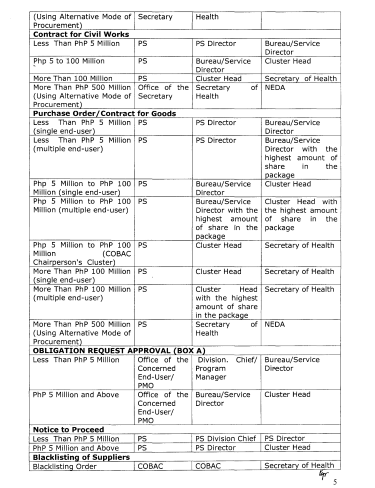 (Using Alternative Mode of Procurement) Secretary Health
Contract for Civil Works
Less Than PhP 5 Million PS PS Director Bureau/Service Director
Php 5 to 100 Million PS Bureau/Service Director Cluster Head
More Than 100 Million PS Cluster Head Secretary of Health
More Than PhP 500 Million (Using Alternative Mode of Procurement) Office of the Secretary Secretary of Health NEDA
Purchase Order/Contract for Goods
Less Than PhP 5 Million (single end-user) PS PS Director Bureau/Service Director
Less Than PhP 5 Million (multiple end-user) PS PS Director Bureau/Service Director with the highest amount of share in the package
Php 5 Million to PhP 100 Million (single end-user) PS Bureau/Service Director Cluster Head
Php 5 Million to PhP 100 Million (multiple end-user) PS Bureau/Service Director with the highest amount of share in the package Cluster Head with the highest amount of share in the package
Php 5 Million to PhP 100 Million (COBAC Chairperson's Cluster) PS Cluster Head Secretary of Health
More Than PhP 100 Million (single end-user) PS Cluster Head Secretary of Health
More Than PhP 100 Million (multiple end-user) PS Cluster Head with the highest amount of share in the package Secretary of Health
More Than PhP 500 Million (Using Alternative Mode of Procurement) PS Secretary of Health NEDA
OBLIGATION REQUEST APPROVAL (BOX A)
Less Than PhP 5 Million Office of the Concerned End-User/ PMO Division. Chief/ Program Manager Bureau/Service Director
PhP 5 Million and Above Office of the Concerned End-User/ PMO Bureau/Service Director Cluster Head
Notice to Proceed
Less Than PhP 5 Million PS PS Division Chief PS Director
PhP 5 Million and Above PS PS Director Cluster Head
Blacklisting of Suppliers
Blacklisting Order COBAC COBAC Secretary of Health
5